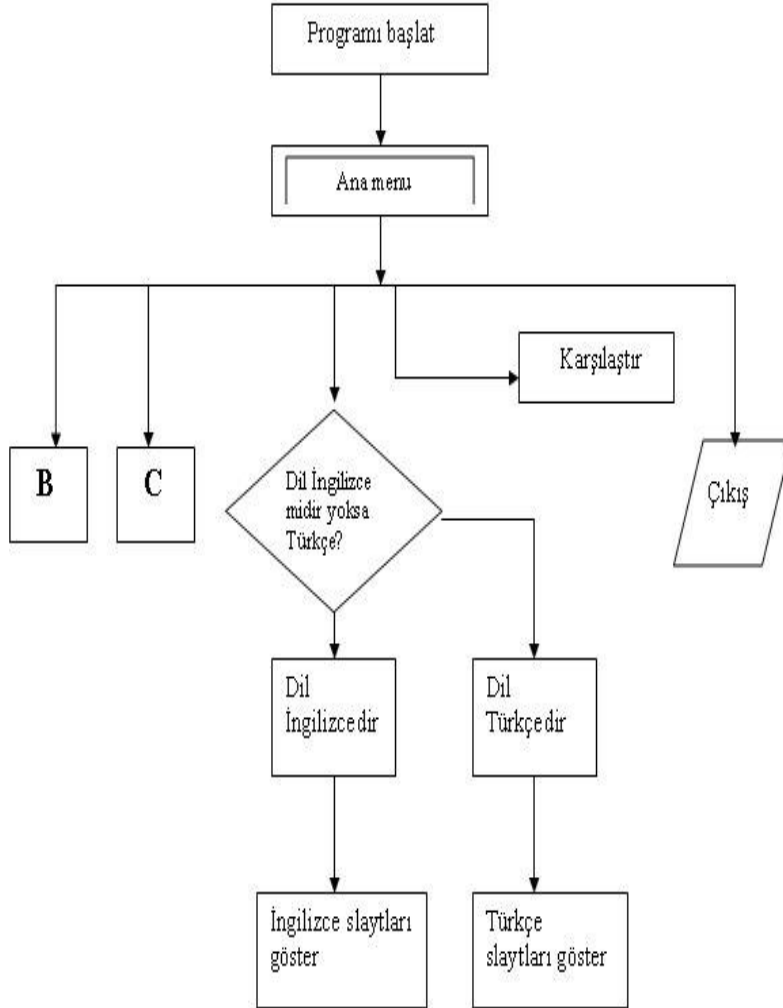 Programı başlat
Ana menu
Karşılaştır
B
C
Dil İngilizce
midir yoksa
Türkçe?
Çıkış
Dil
İngilizcedir
Dil
Türkçedir
İngilizce slaytları
göster
Türkçe
slaytları göster